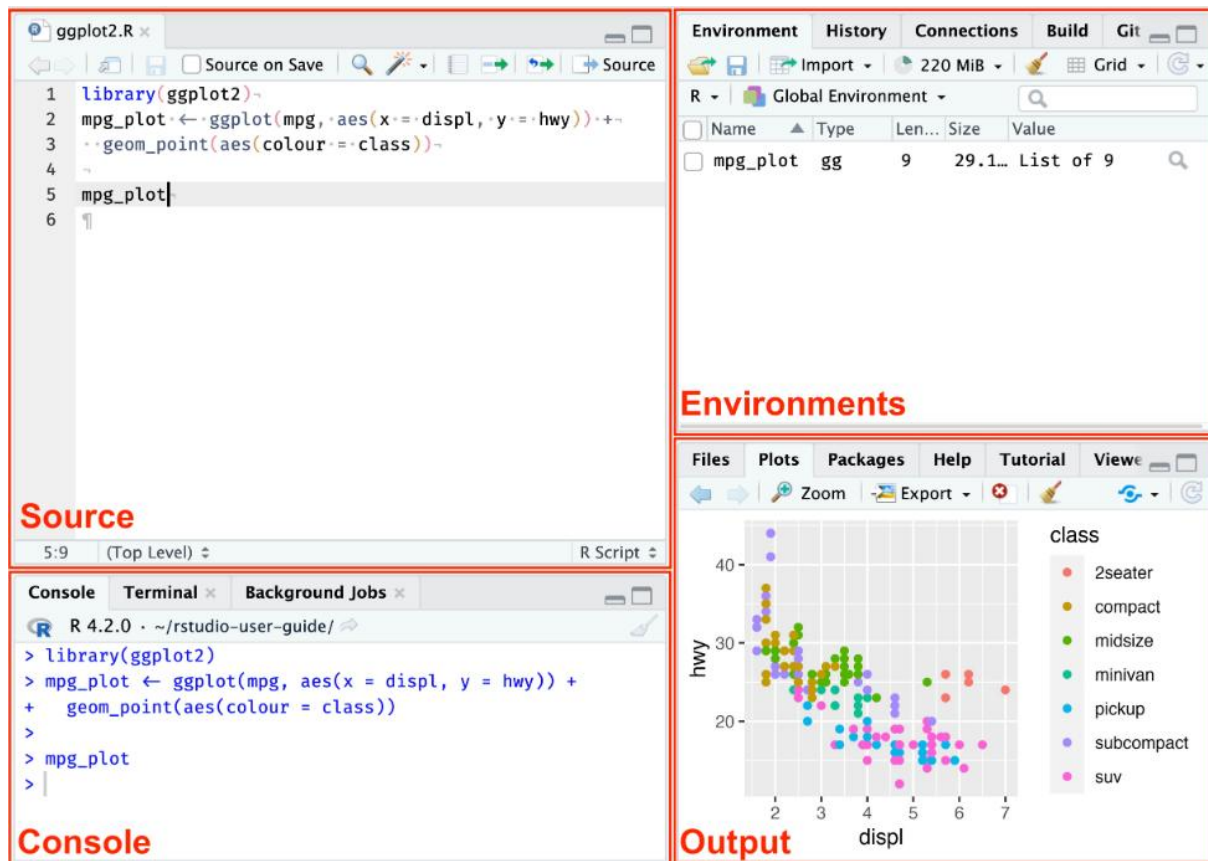 ggplot2.R ×
Source on Save Source
1 library(ggplot2)¬
2 mpg_plot·←·ggplot(mpg,·aes(x·=·displ,·y·=·hwy))·+¬
3 ··geom_point(aes(colour·=·class))¬
4 ¬
5 mpg_plot¬
6 ¶
Source
5:9 (Top Level) R Script
Console Terminal × Background Jobs ×
R R 4.2.0 · ~/rstudio-user-guide/
> library(ggplot2)
> mpg_plot ← ggplot(mpg, aes(x = displ, y = hwy)) +
+   geom_point(aes(colour = class))
>
> mpg_plot
>
Console
Environment History Connections Build Git
Import 220 MiB Grid
R Global Environment
Name Type Len... Size Value
mpg_plot gg 9 29.1… List of 9
Environments
Files Plots Packages Help Tutorial Viewe
Zoom Export
class
40 2seater
compact
midsize
30 minivan
hwy pickup
20 subcompact
suv
2 3 4 5 6 7
displ
Output